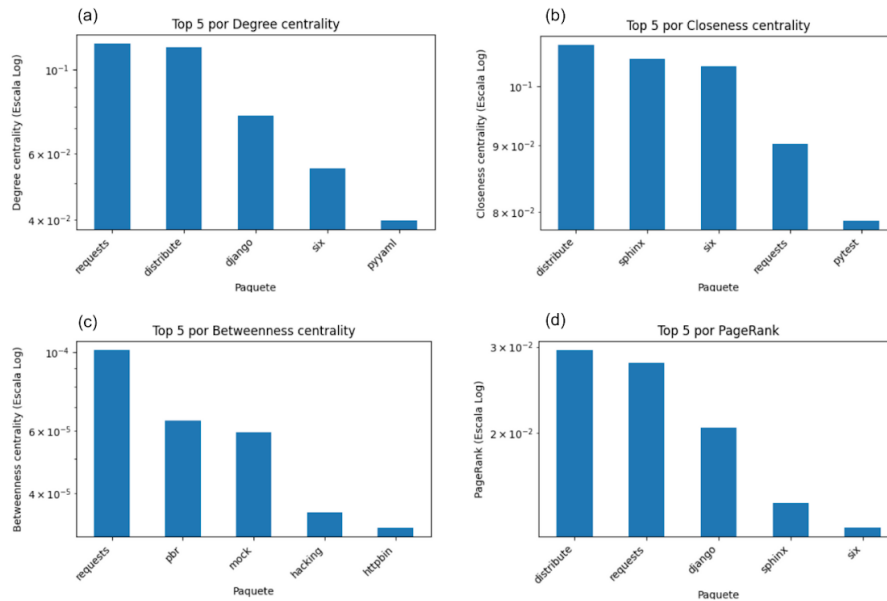 (a)
Top 5 por Degree centrality
Degree centrality (Escala Log)
10⁻¹
6 × 10⁻²
4 × 10⁻²
requests
distribute
django
six
pyyaml
Paquete
(b)
Top 5 por Closeness centrality
Closeness centrality (Escala Log)
10⁻¹
9 × 10⁻²
8 × 10⁻²
distribute
sphinx
six
requests
pytest
Paquete
(c)
Top 5 por Betweenness centrality
Betweenness centrality (Escala Log)
10⁻⁴
6 × 10⁻⁵
4 × 10⁻⁵
requests
pbr
mock
hacking
httpbin
Paquete
(d)
Top 5 por PageRank
PageRank (Escala Log)
3 × 10⁻²
2 × 10⁻²
distribute
requests
django
sphinx
six
Paquete